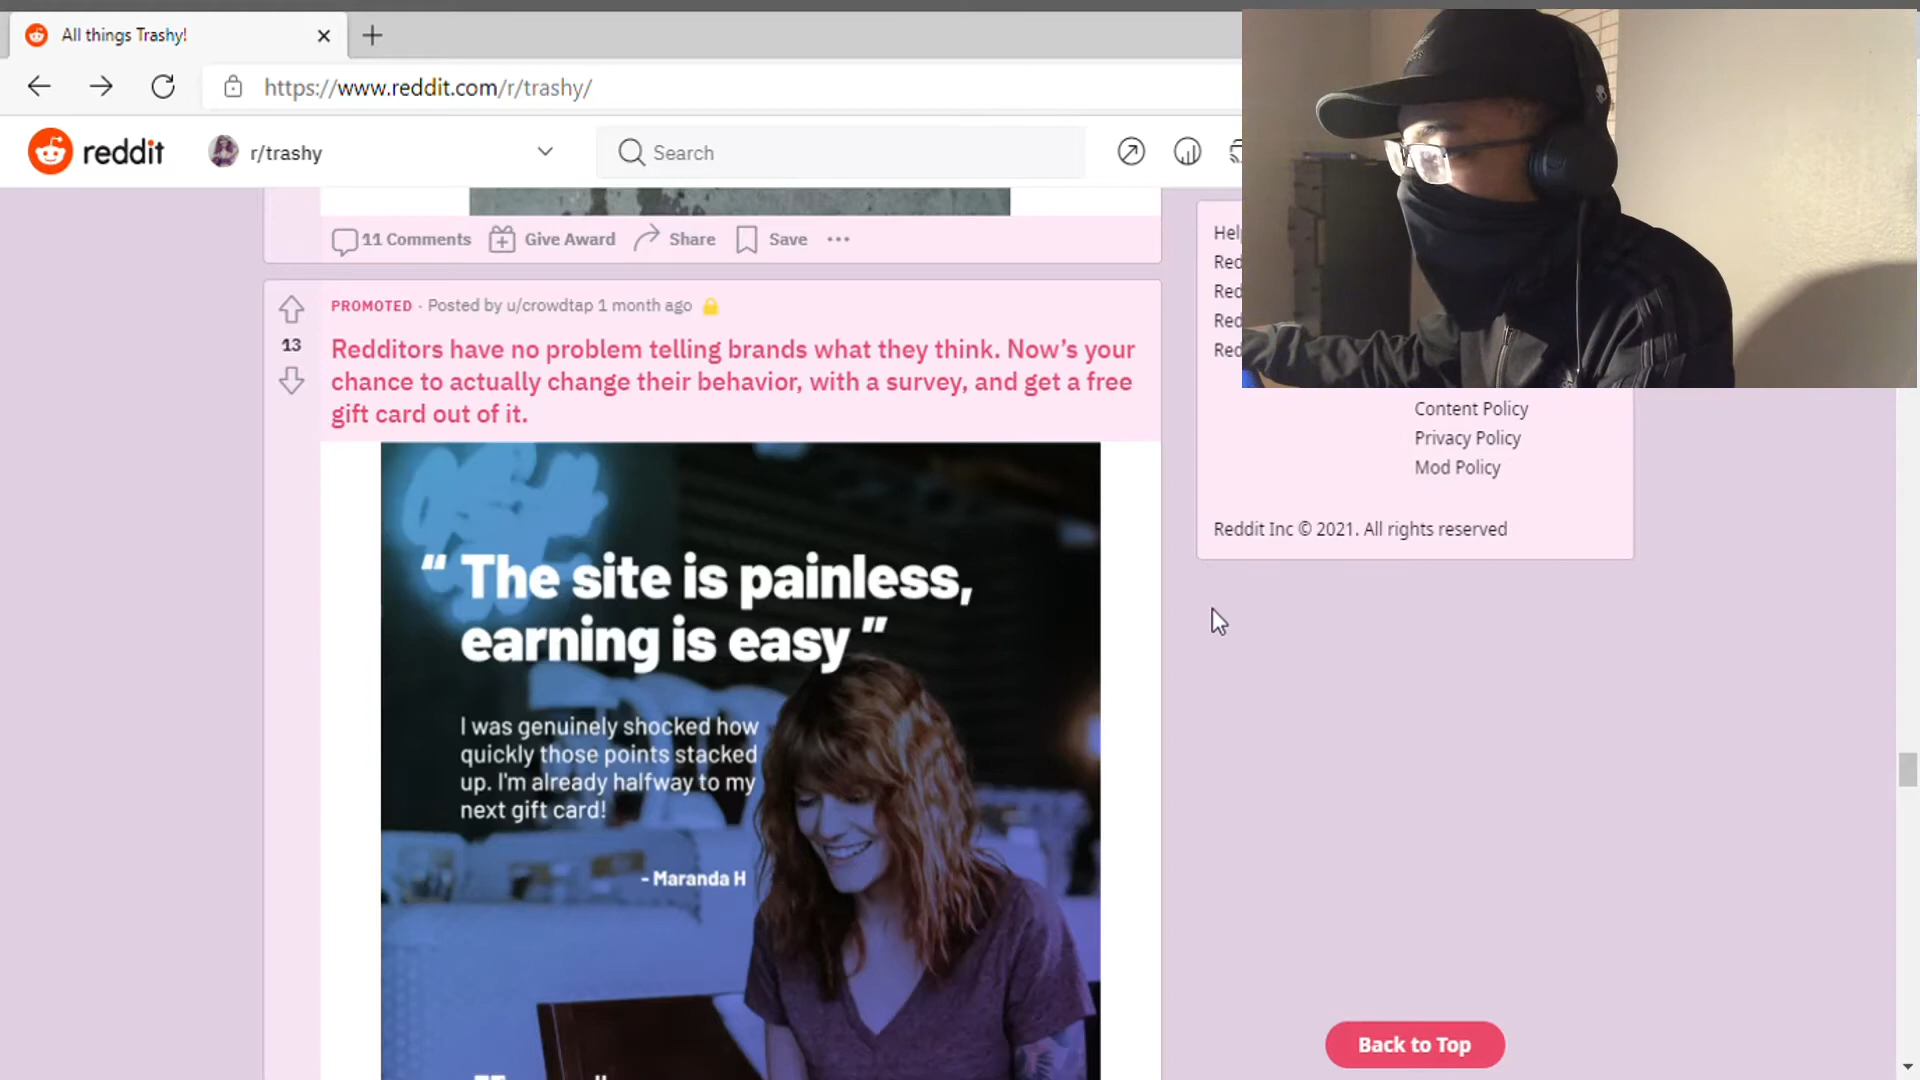 All things Trashy!
https://www.reddit.com/r/trashy/
reddit
r/trashy
Search
11 Comments
Give Award
Share
Save
PROMOTED · Posted by u/crowdtap 1 month ago
13
Redditors have no problem telling brands what they think. Now's your
chance to actually change their behavior, with a survey, and get a free
gift card out of it.
“ The site is painless,
earning is easy ”
I was genuinely shocked how
quickly those points stacked
up. I'm already halfway to my
next gift card!
- Maranda H
Content Policy
Privacy Policy
Mod Policy
Reddit Inc © 2021. All rights reserved
Back to Top